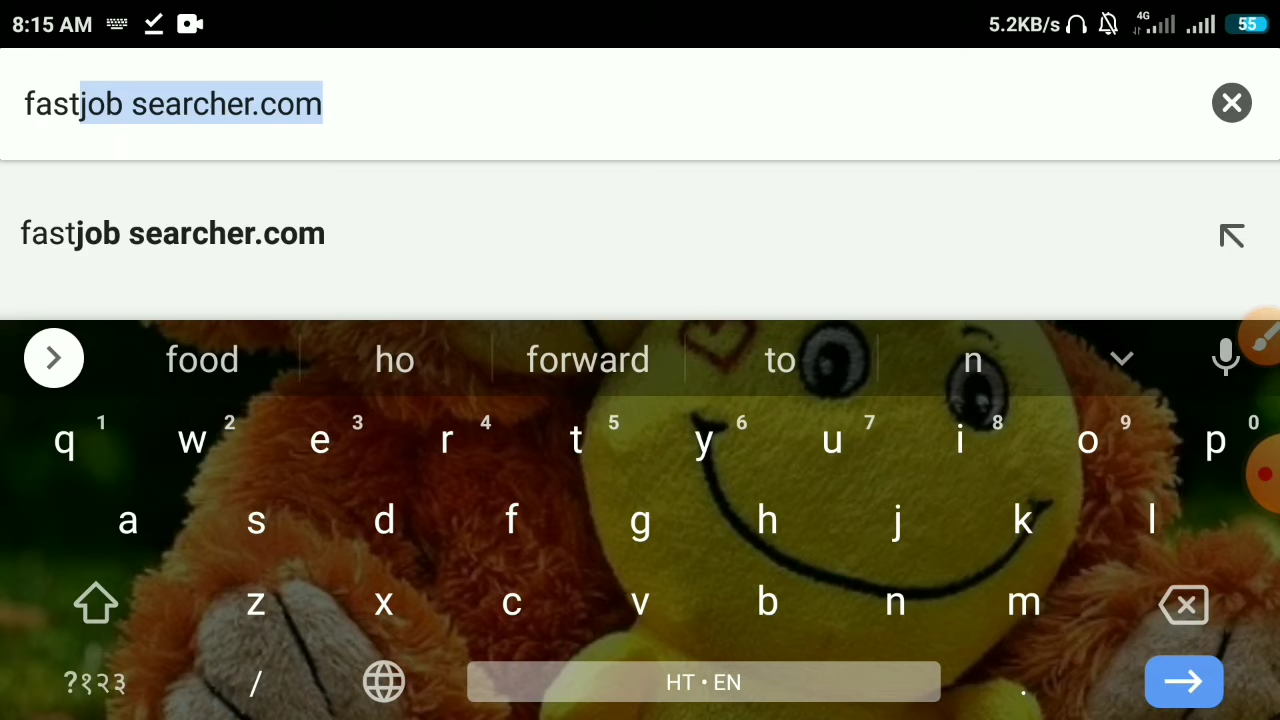 8:15 AM 5.2KB/s 4G 55
fastjob searcher.com
fastjob searcher.com
food ho forward to n
q 1 w 2 e 3 r 4 t 5 y 6 u 7 i 8 o 9 p 0
a s d f g h j k l
z x c v b n m
?१२३ / HT • EN .